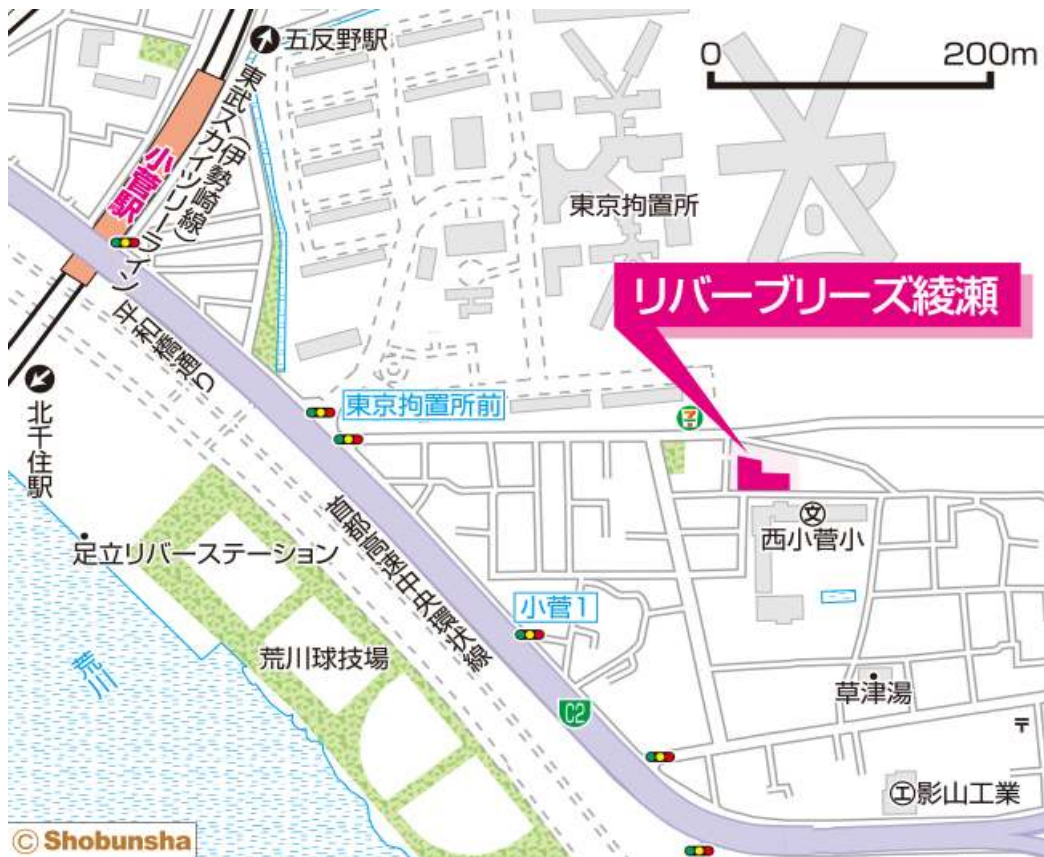 五反野駅
0 200m
東武スカイツリーライン
(伊勢崎線)
小菅駅
東京拘置所
リバーブリーズ綾瀬
平和橋通り
北千住駅
東京拘置所前
7
文
西小菅小
足立リバーステーション
首都高速中央環状線
小菅1
荒川球技場
荒川
草津湯
C2
〒
工影山工業
© Shobunsha